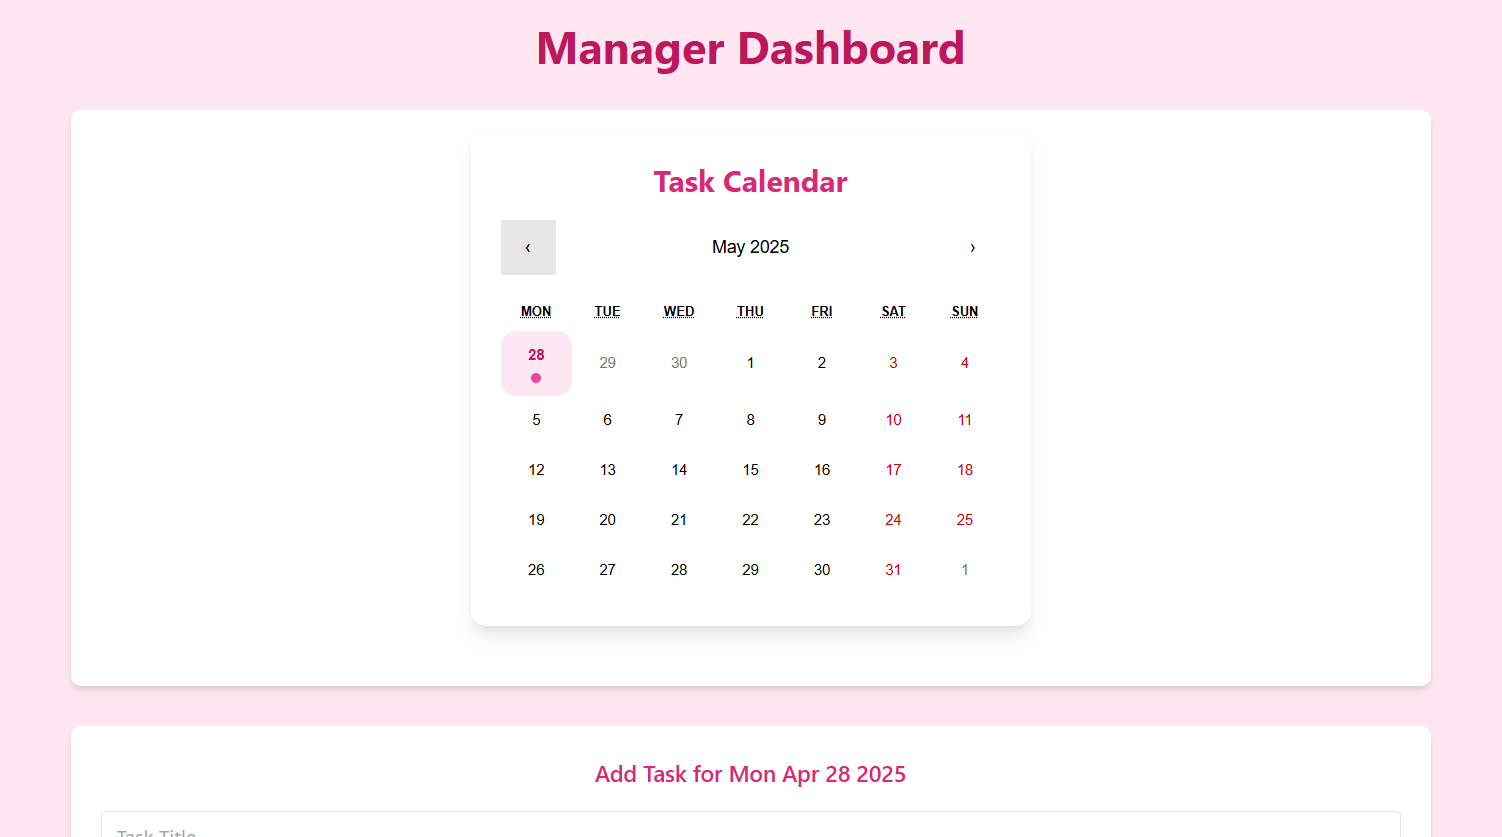 Manager Dashboard
Task Calendar
‹ May 2025 ›
MON TUE WED THU FRI SAT SUN
28 29 30 1 2 3 4
5 6 7 8 9 10 11
12 13 14 15 16 17 18
19 20 21 22 23 24 25
26 27 28 29 30 31 1
Add Task for Mon Apr 28 2025
Task Title